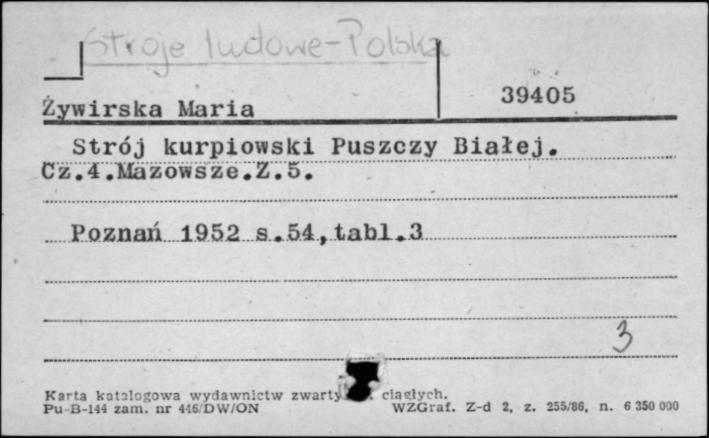 Stroje ludowe-Polska
39405
Żywirska Maria
Strój kurpiowski Puszczy Białej.
Cz.4.Mazowsze.Z.5.
Poznań 1952 s.54,tabl.3
3
Karta katalogowa wydawnictw zwarty ciągłych.
Pu-B-144 zam. nr 446/DW/ON WZGraf. Z-d 2, z. 255/86, n. 6 350 000